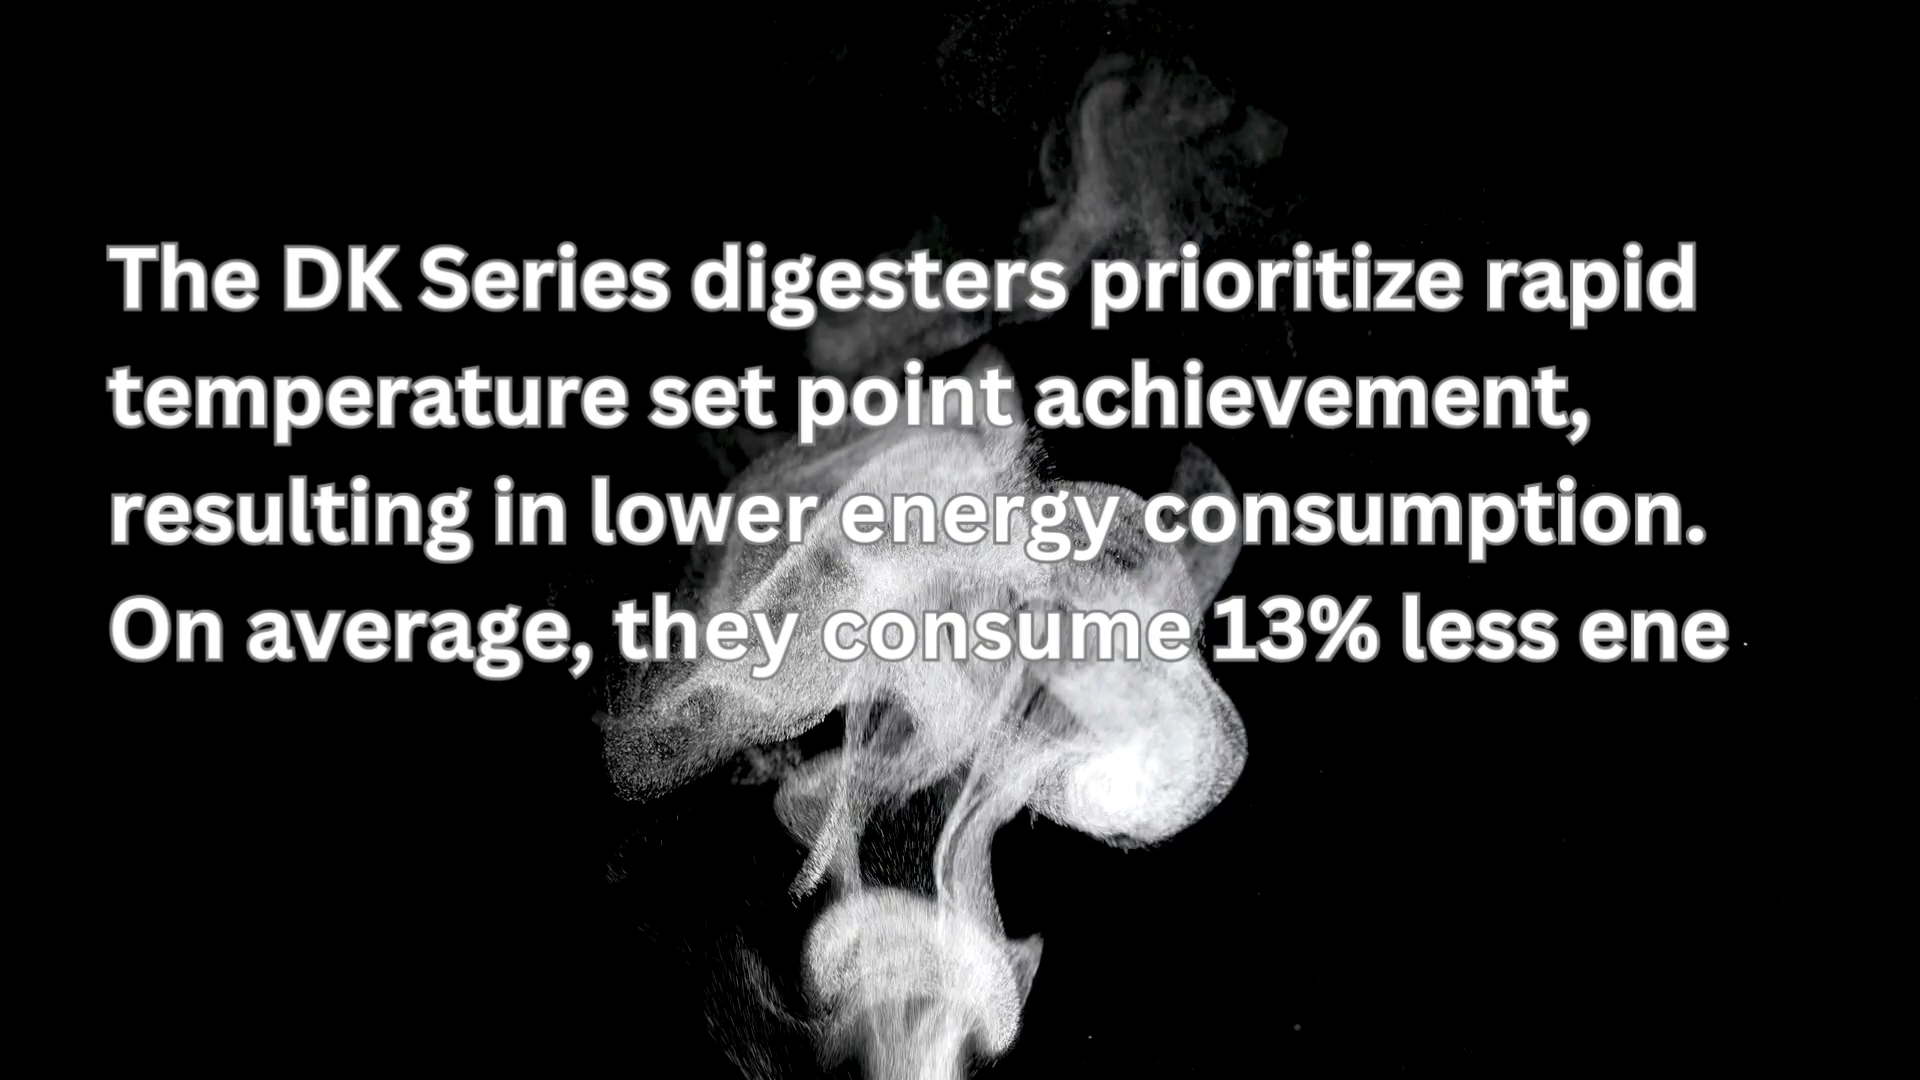 The DK Series digesters prioritize rapid
temperature set point achievement,
resulting in lower energy consumption.
On average, they consume 13% less ene